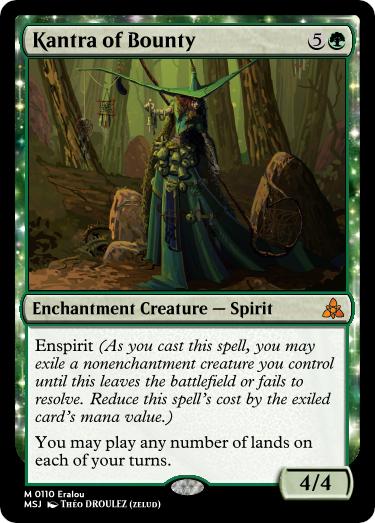 Kantra of Bounty 5
Enchantment Creature — Spirit
Enspirit (As you cast this spell, you may
exile a nonenchantment creature you control
until this leaves the battlefield or fails to
resolve. Reduce this spell's cost by the exiled
card's mana value.)
You may play any number of lands on
each of your turns.
4/4
M 0110 Eralou
MSJ Théo DROULEZ (ZELUD)